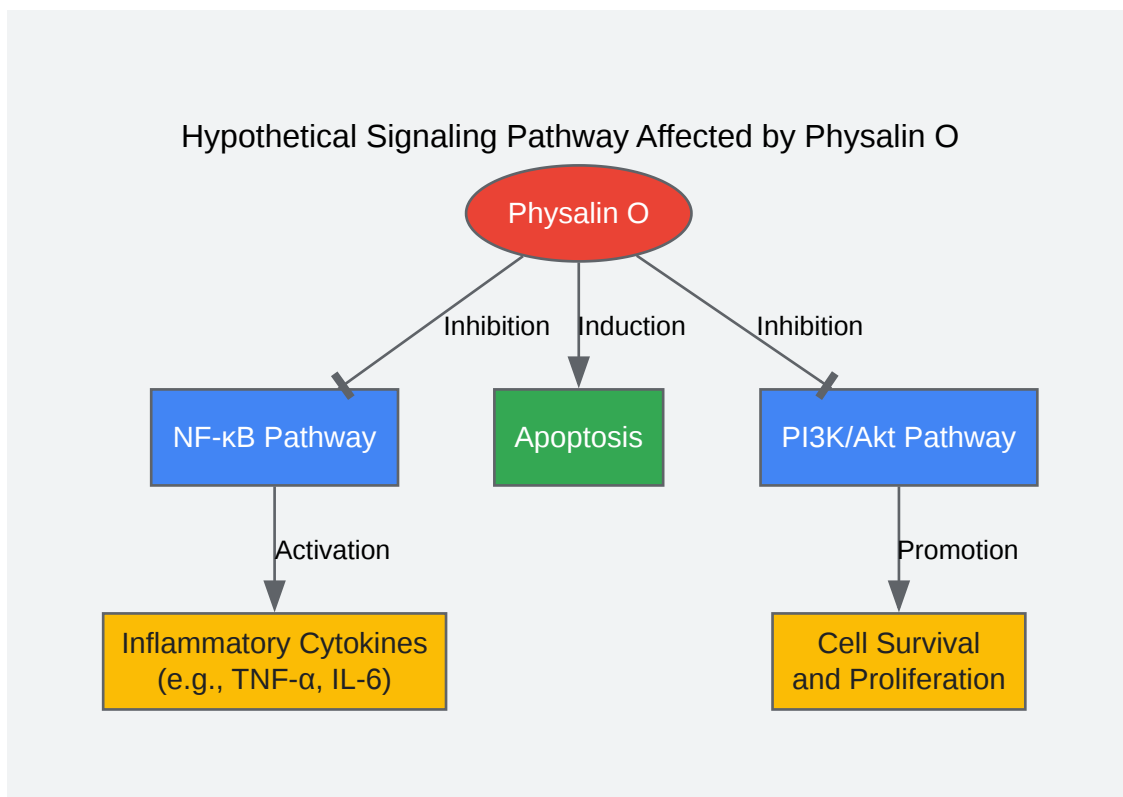 Hypothetical Signaling Pathway Affected by Physalin O
Physalin O
Inhibition
Induction
Inhibition
NF-κB Pathway
Apoptosis
PI3K/Akt Pathway
Activation
Promotion
Inflammatory Cytokines
(e.g., TNF-α, IL-6)
Cell Survival
and Proliferation